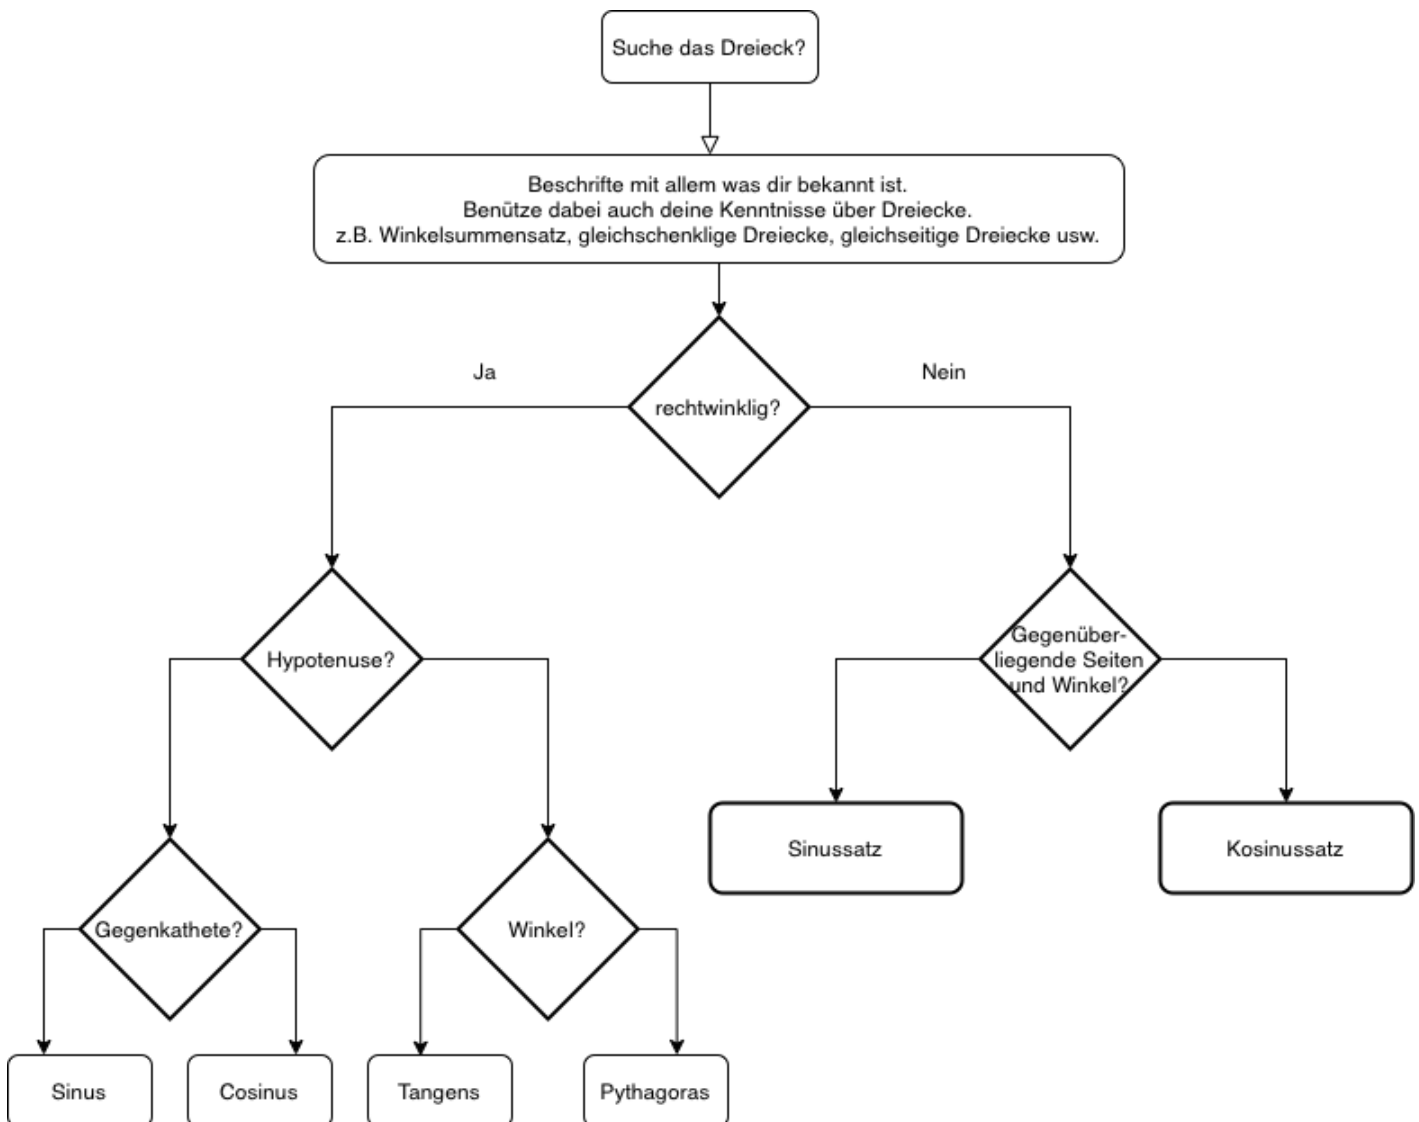 Suche das Dreieck?
Beschrifte mit allem was dir bekannt ist.
Benütze dabei auch deine Kenntnisse über Dreiecke.
z.B. Winkelsummensatz, gleichschenklige Dreiecke, gleichseitige Dreiecke usw.
Ja
Nein
rechtwinklig?
Hypotenuse?
Gegenüber-
liegende Seiten
und Winkel?
Sinussatz
Kosinussatz
Gegenkathete?
Winkel?
Sinus
Cosinus
Tangens
Pythagoras